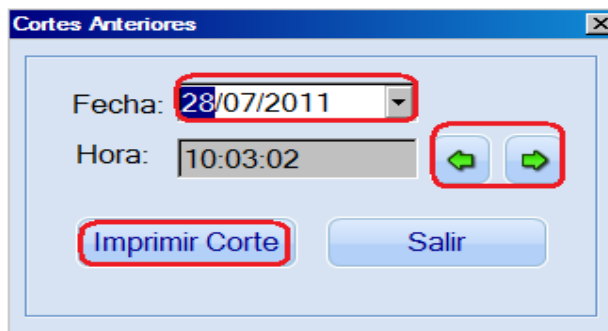 Cortes Anteriores
Fecha: 28/07/2011
Hora: 10:03:02
Imprimir Corte Salir